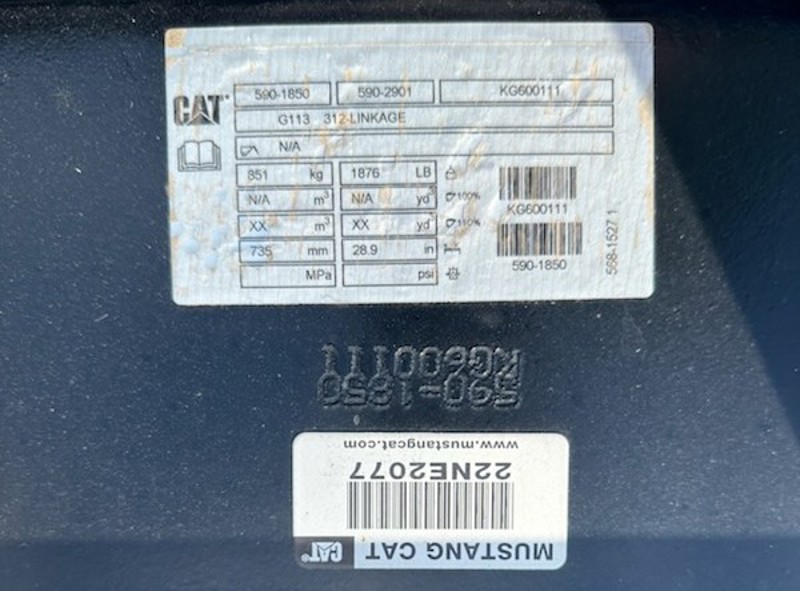 CAT
590-1850 590-2901 KG600111
G113 312-LINKAGE
N/A
851 kg 1876 LB
N/A m³ N/A yd³ 100%
XX m³ XX yd³ 110%
735 mm 28.9 in
MPa psi
KG600111
590-1850
568-1527 1
590-1850
KG600111
MUSTANG CAT CAT
22NE2077
www.mustangcat.com